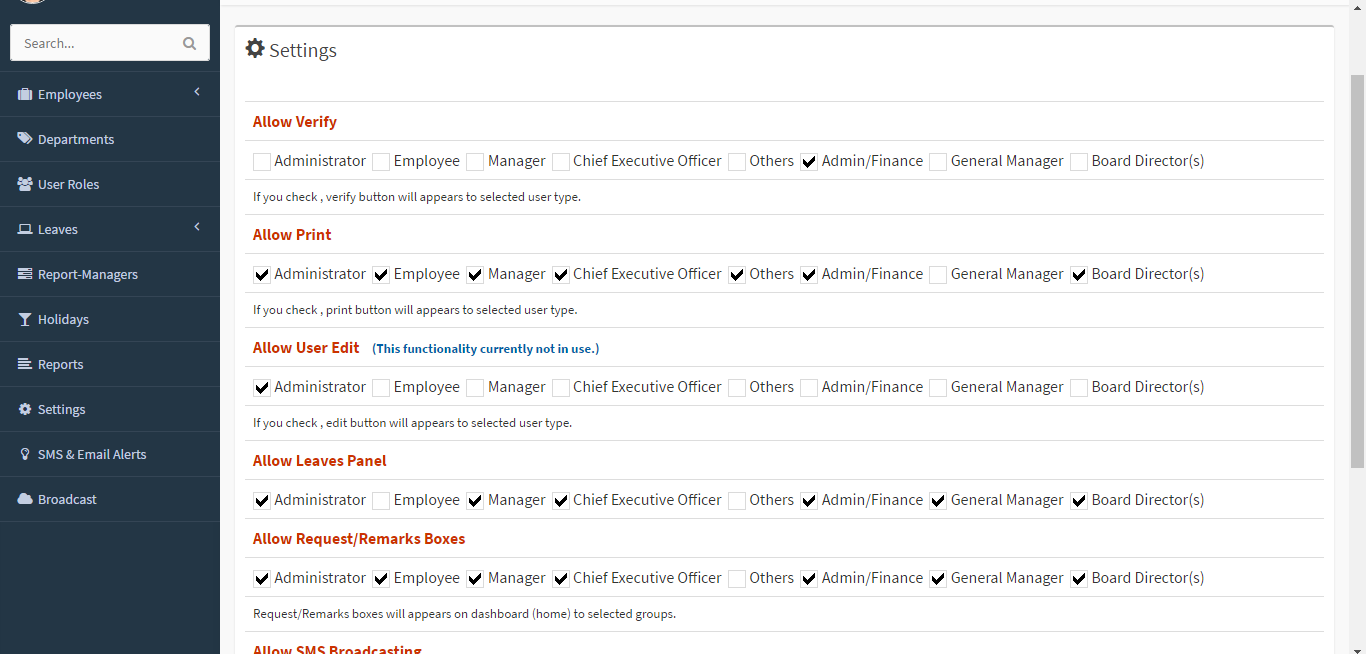 Search...
Employees
Departments
User Roles
Leaves
Report-Managers
Holidays
Reports
Settings
SMS & Email Alerts
Broadcast
Settings
Allow Verify
Administrator Employee Manager Chief Executive Officer Others Admin/Finance General Manager Board Director(s)
If you check , verify button will appears to selected user type.
Allow Print
Administrator Employee Manager Chief Executive Officer Others Admin/Finance General Manager Board Director(s)
If you check , print button will appears to selected user type.
Allow User Edit (This functionality currently not in use.)
Administrator Employee Manager Chief Executive Officer Others Admin/Finance General Manager Board Director(s)
If you check , edit button will appears to selected user type.
Allow Leaves Panel
Administrator Employee Manager Chief Executive Officer Others Admin/Finance General Manager Board Director(s)
Allow Request/Remarks Boxes
Administrator Employee Manager Chief Executive Officer Others Admin/Finance General Manager Board Director(s)
Request/Remarks boxes will appears on dashboard (home) to selected groups.
Allow SMS Broadcasting